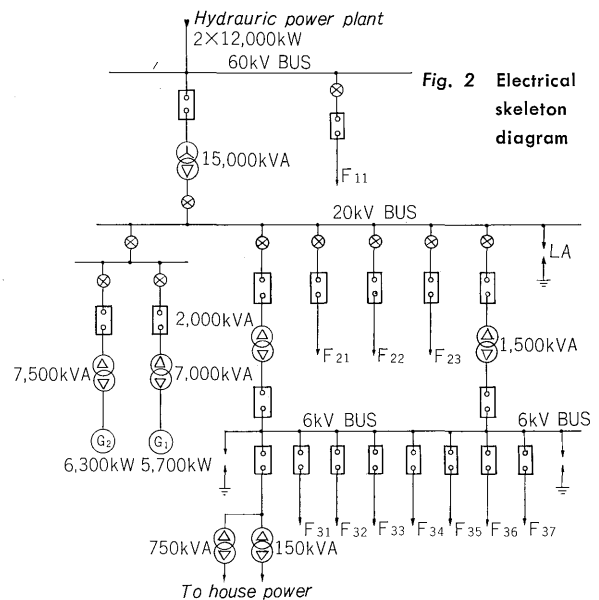 Hydrauric power plant
2×12,000kW
60kV BUS
Fig. 2 Electrical
skeleton
diagram
15,000kVA
F11
20kV BUS
LA
2,000kVA
F21
F22
F23
1,500kVA
7,500kVA
7,000kVA
6kV BUS
6kV BUS
G2
G1
6,300kW
5,700kW
F31
F32
F33
F34
F35
F36
F37
750kVA
150kVA
To house power